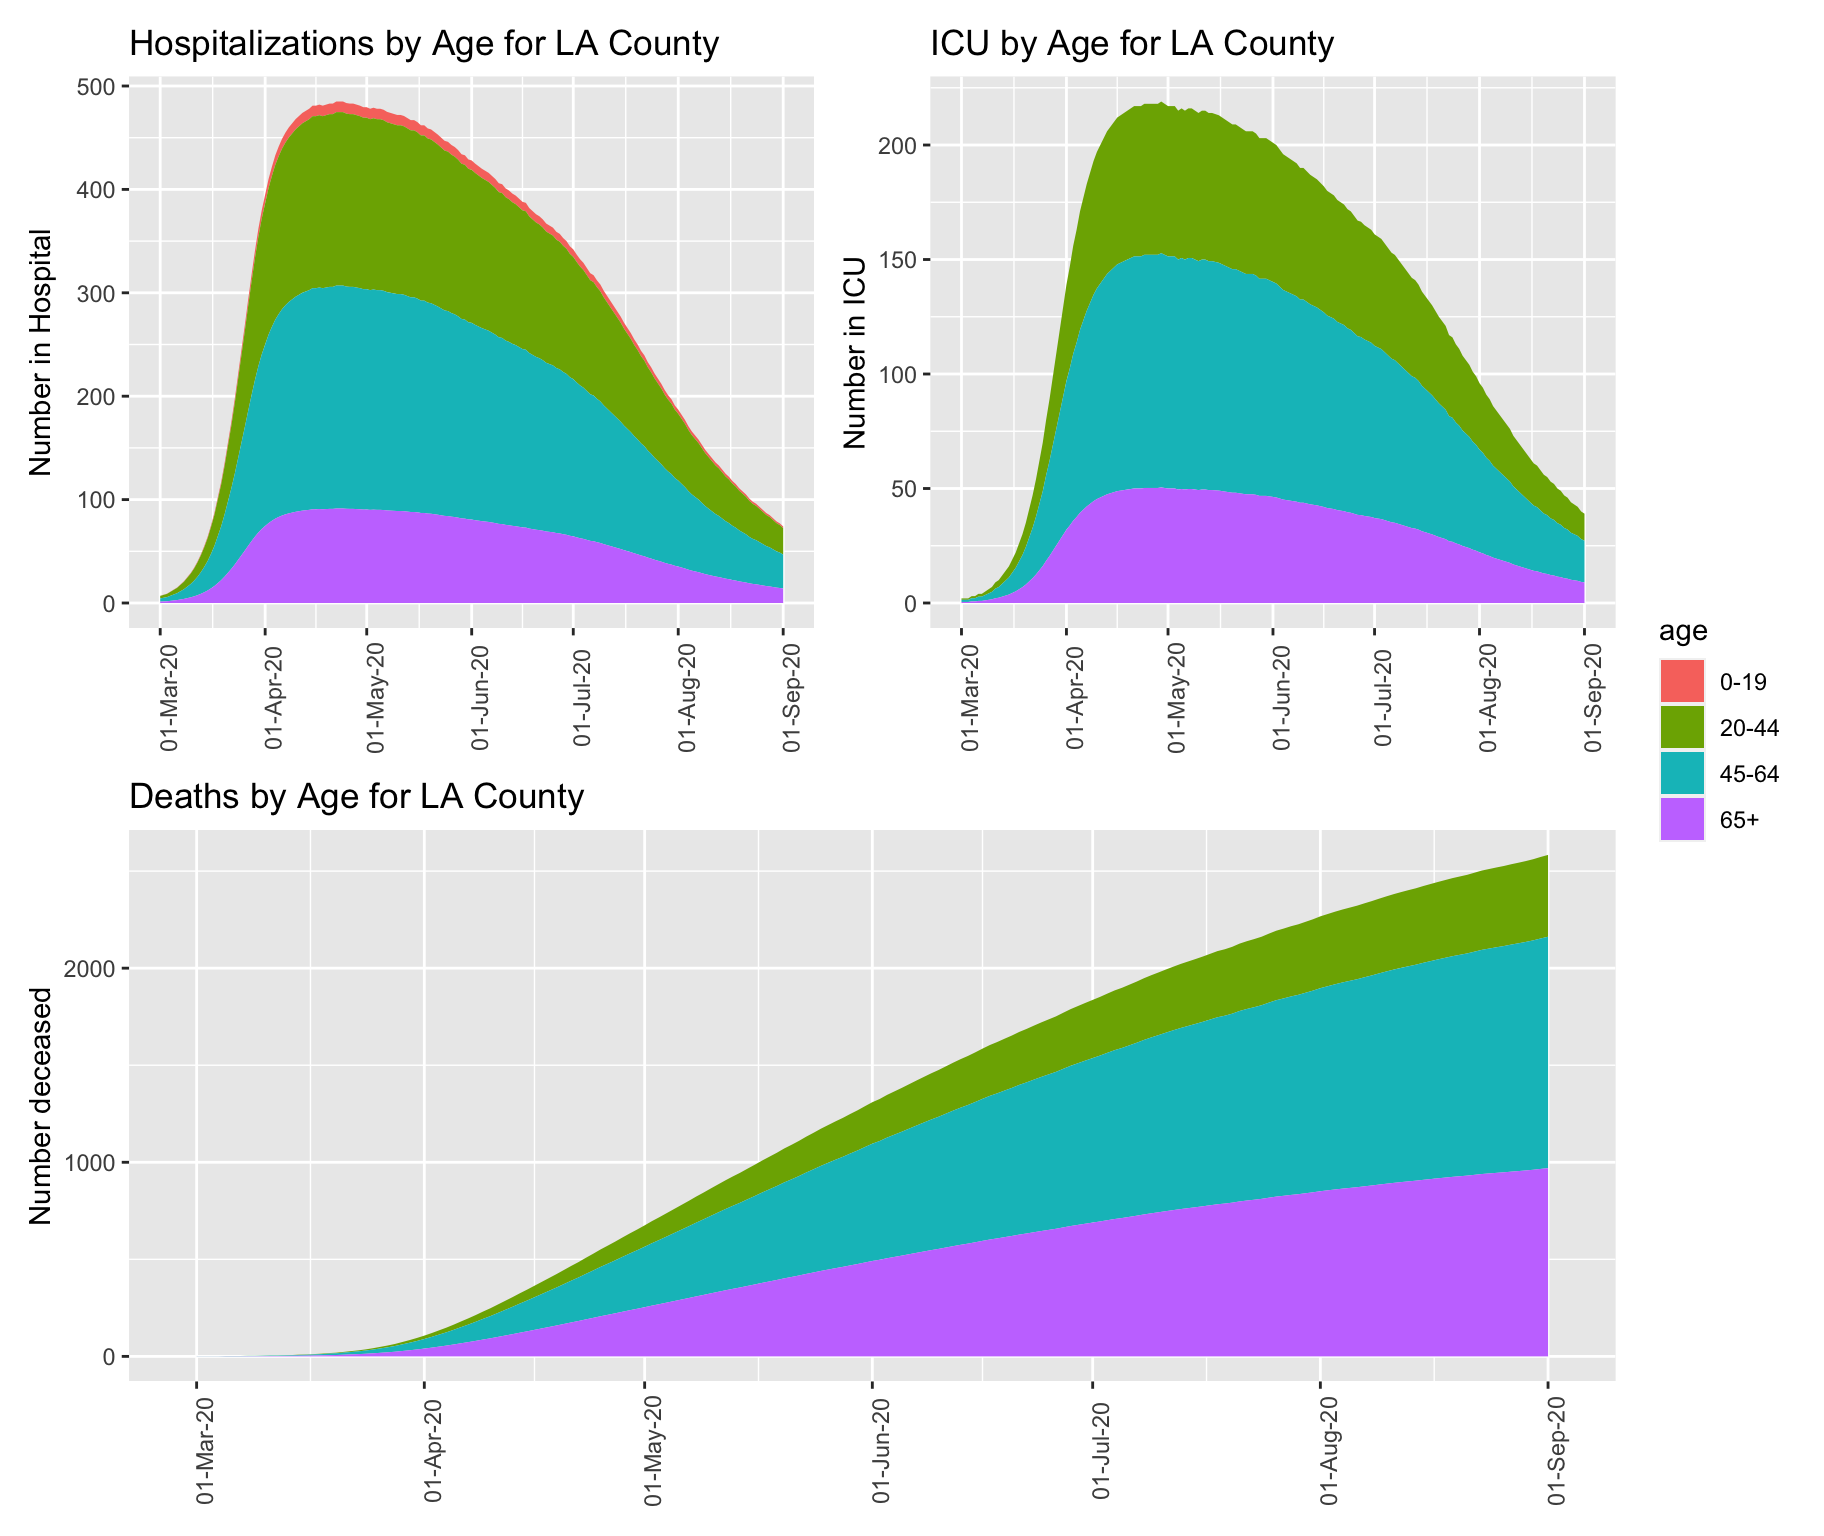 Hospitalizations by Age for LA County
Number in Hospital
500
400
300
200
100
0
01-Mar-20
01-Apr-20
01-May-20
01-Jun-20
01-Jul-20
01-Aug-20
01-Sep-20
ICU by Age for LA County
Number in ICU
200
150
100
50
0
01-Mar-20
01-Apr-20
01-May-20
01-Jun-20
01-Jul-20
01-Aug-20
01-Sep-20
age
0-19
20-44
45-64
65+
Deaths by Age for LA County
Number deceased
2000
1000
0
01-Mar-20
01-Apr-20
01-May-20
01-Jun-20
01-Jul-20
01-Aug-20
01-Sep-20